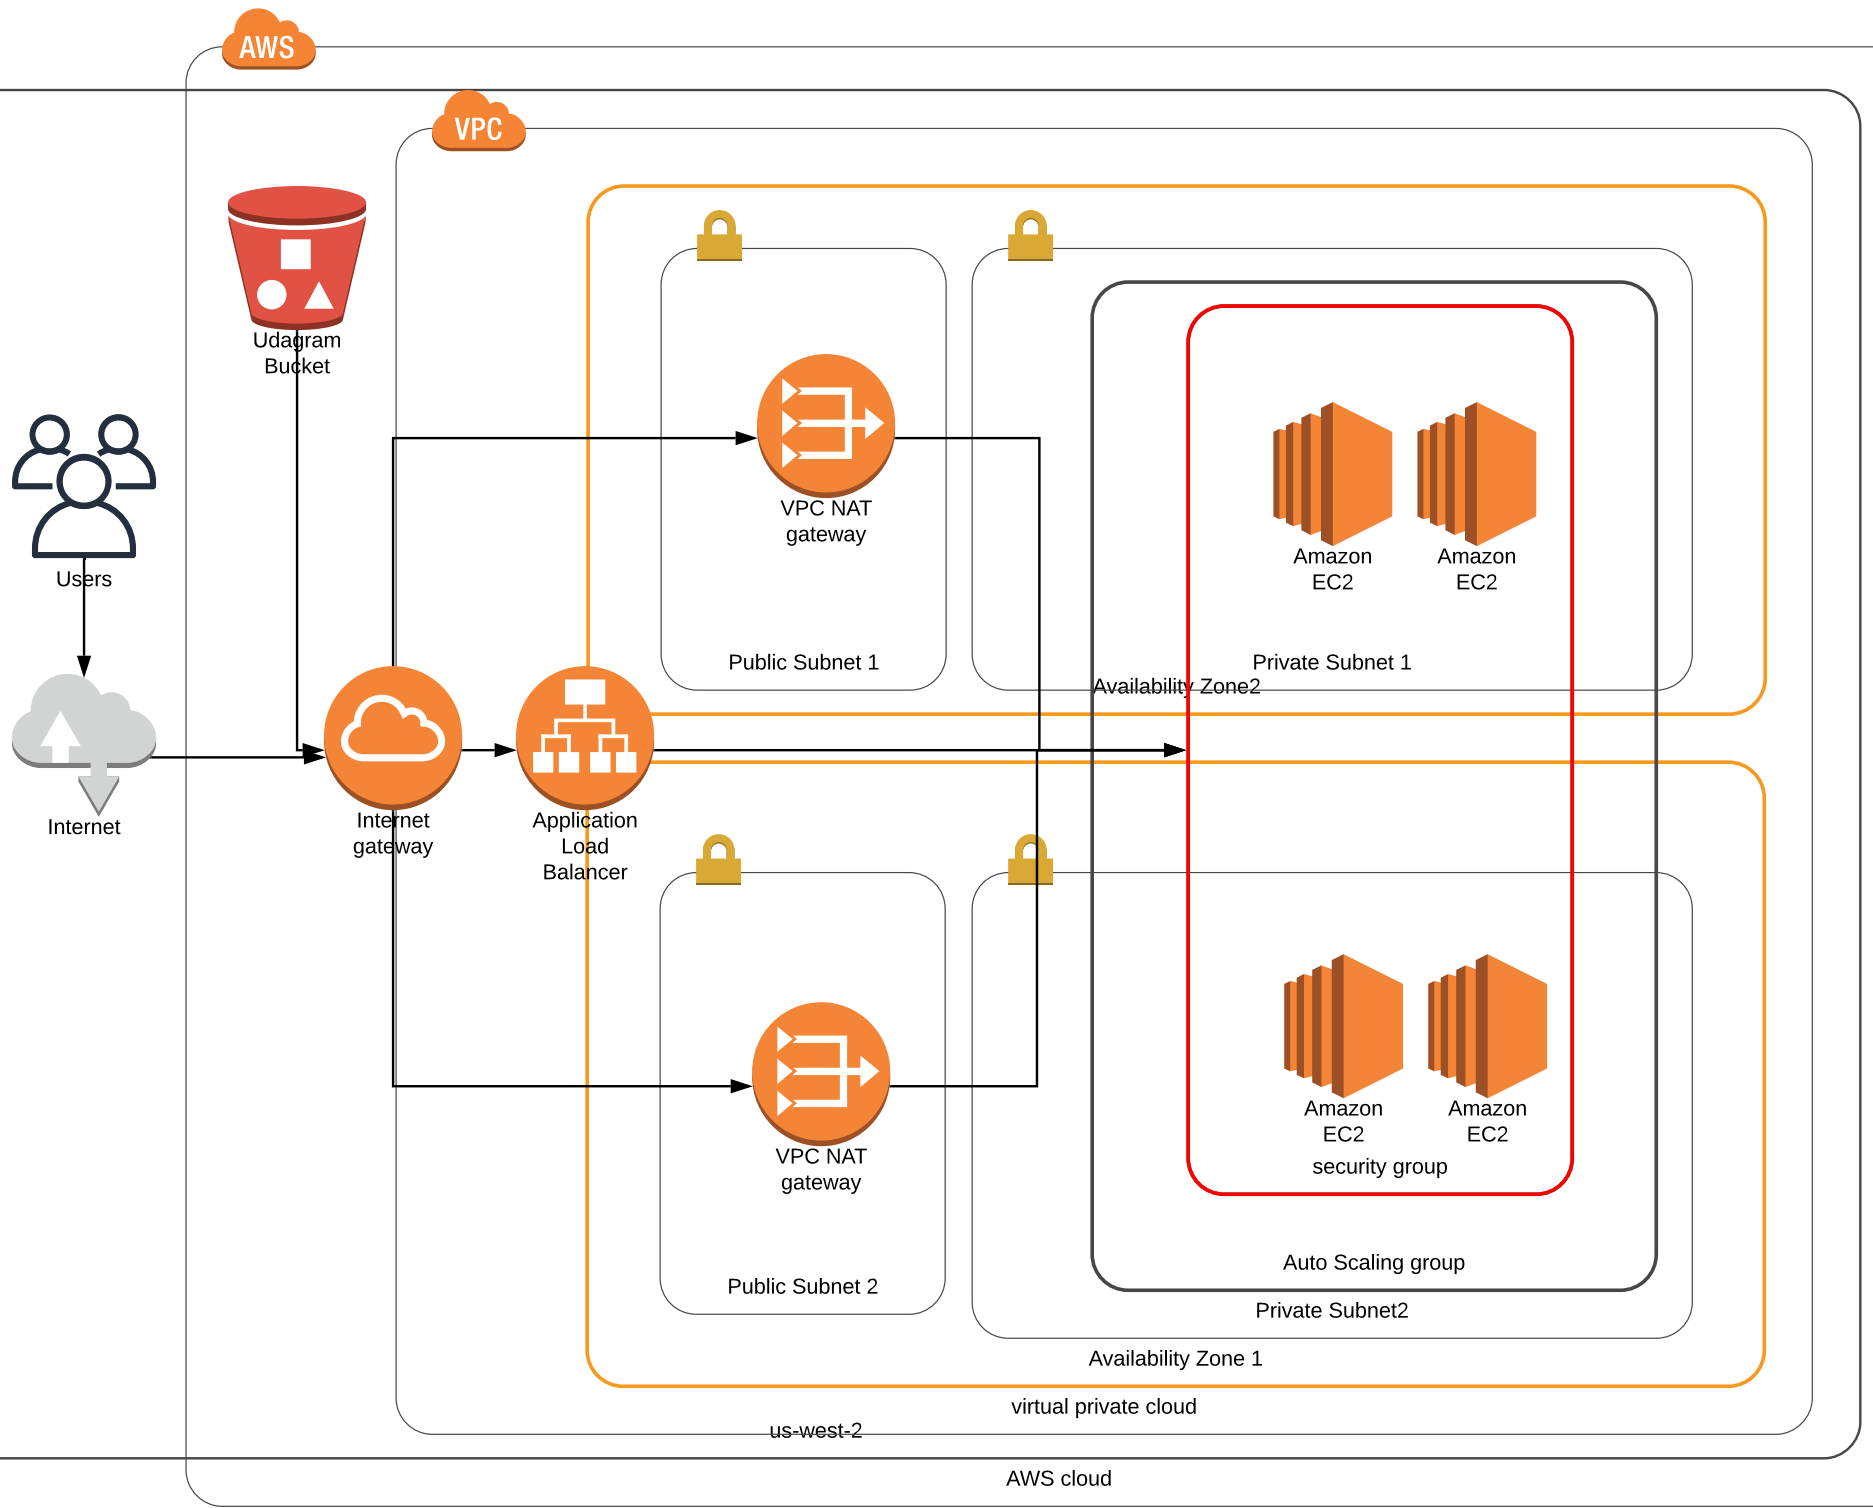 AWS
VPC
Udagram
Bucket
Users
Internet
Internet
gateway
Application
Load
Balancer
VPC NAT
gateway
Public Subnet 1
Amazon
EC2
Amazon
EC2
Private Subnet 1
Availability Zone2
VPC NAT
gateway
Public Subnet 2
Amazon
EC2
Amazon
EC2
security group
Auto Scaling group
Private Subnet2
Availability Zone 1
virtual private cloud
us-west-2
AWS cloud